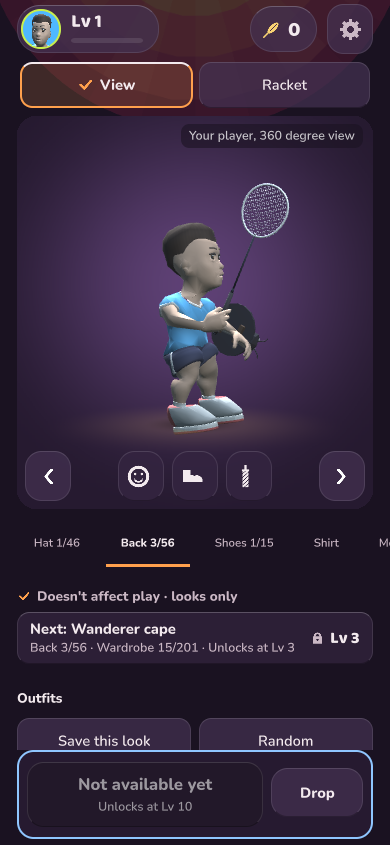 Lv 1
0
View
Racket
Your player, 360 degree view
Hat 1/46
Back 3/56
Shoes 1/15
Shirt
Doesn't affect play · looks only
Next: Wanderer cape
Back 3/56 · Wardrobe 15/201 · Unlocks at Lv 3
Lv 3
Outfits
Save this look
Random
Not available yet
Unlocks at Lv 10
Drop